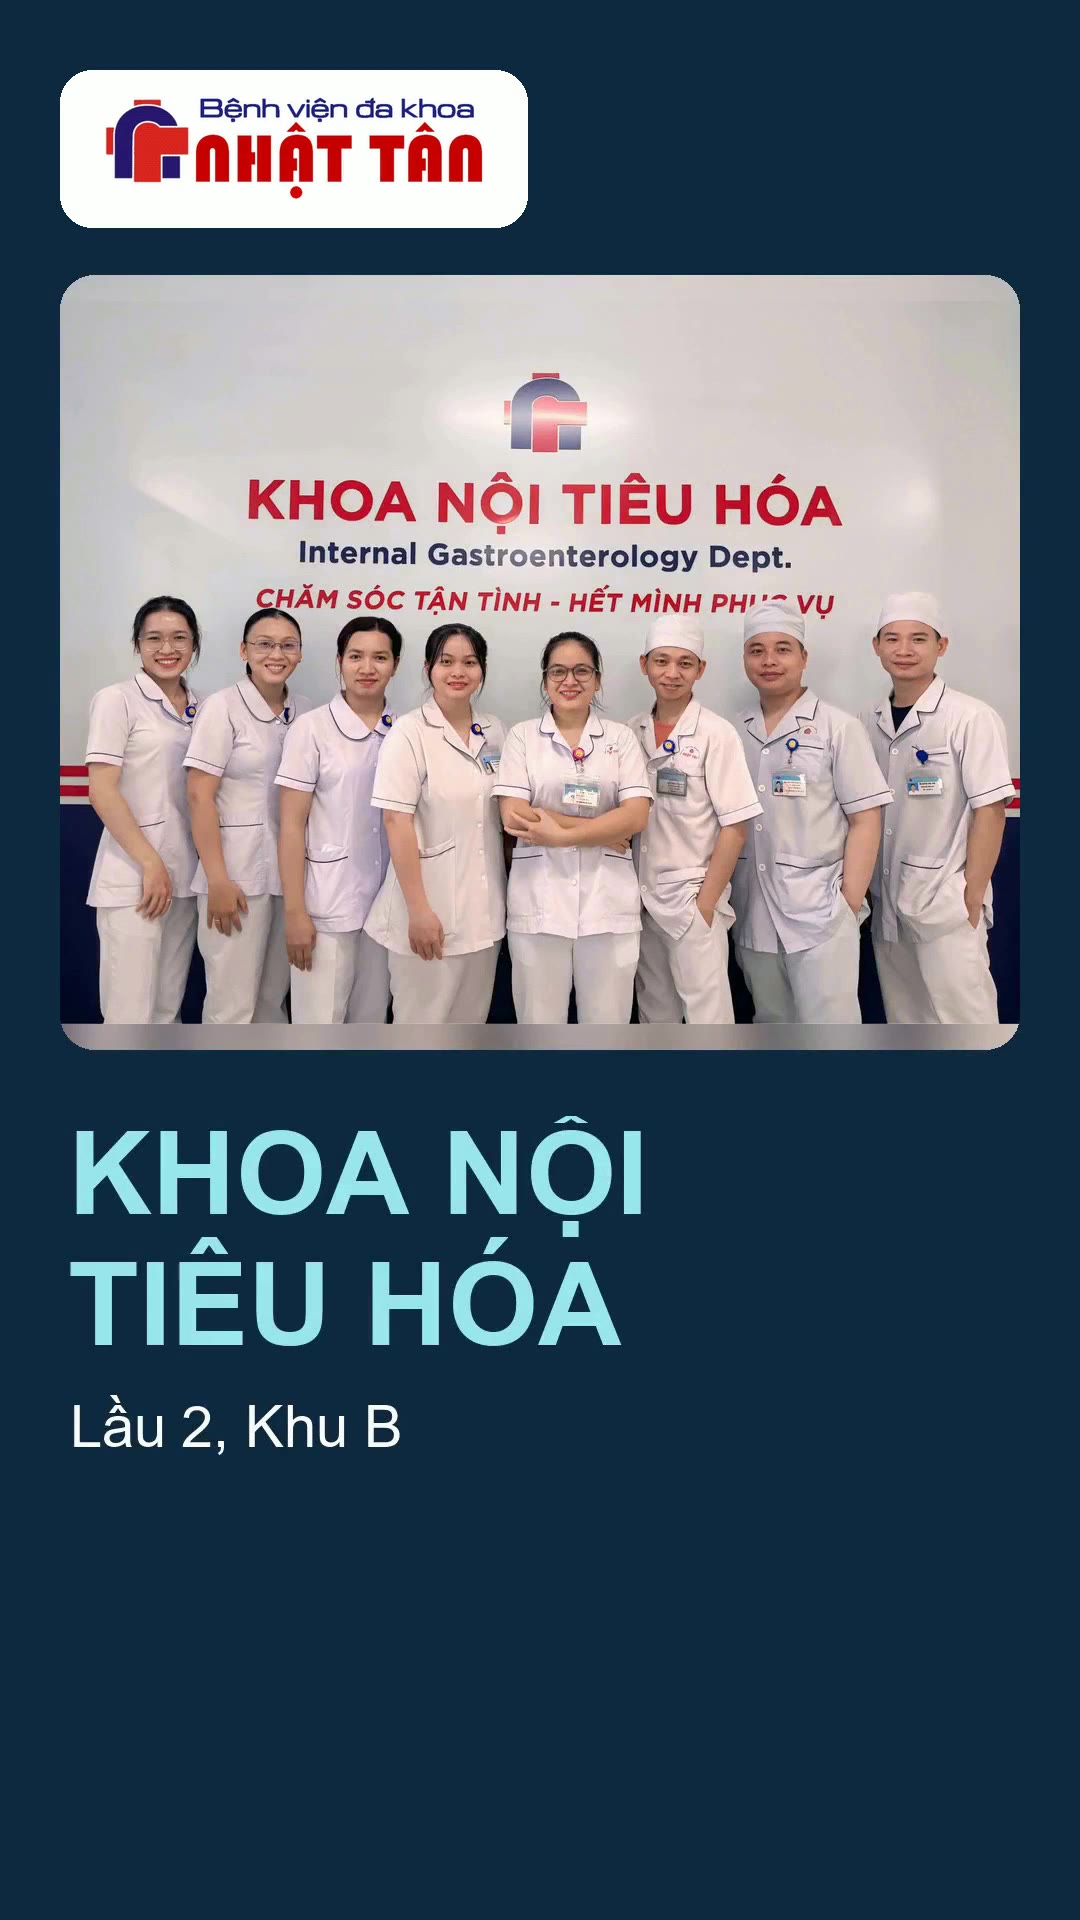 Bệnh viện đa khoa
NHẬT TÂN
KHOA NỘI TIÊU HÓA
Internal Gastroenterology Dept.
CHĂM SÓC TẬN TÌNH - HẾT MÌNH PHỤC VỤ
KHOA NỘI
TIÊU HÓA
Lầu 2, Khu B